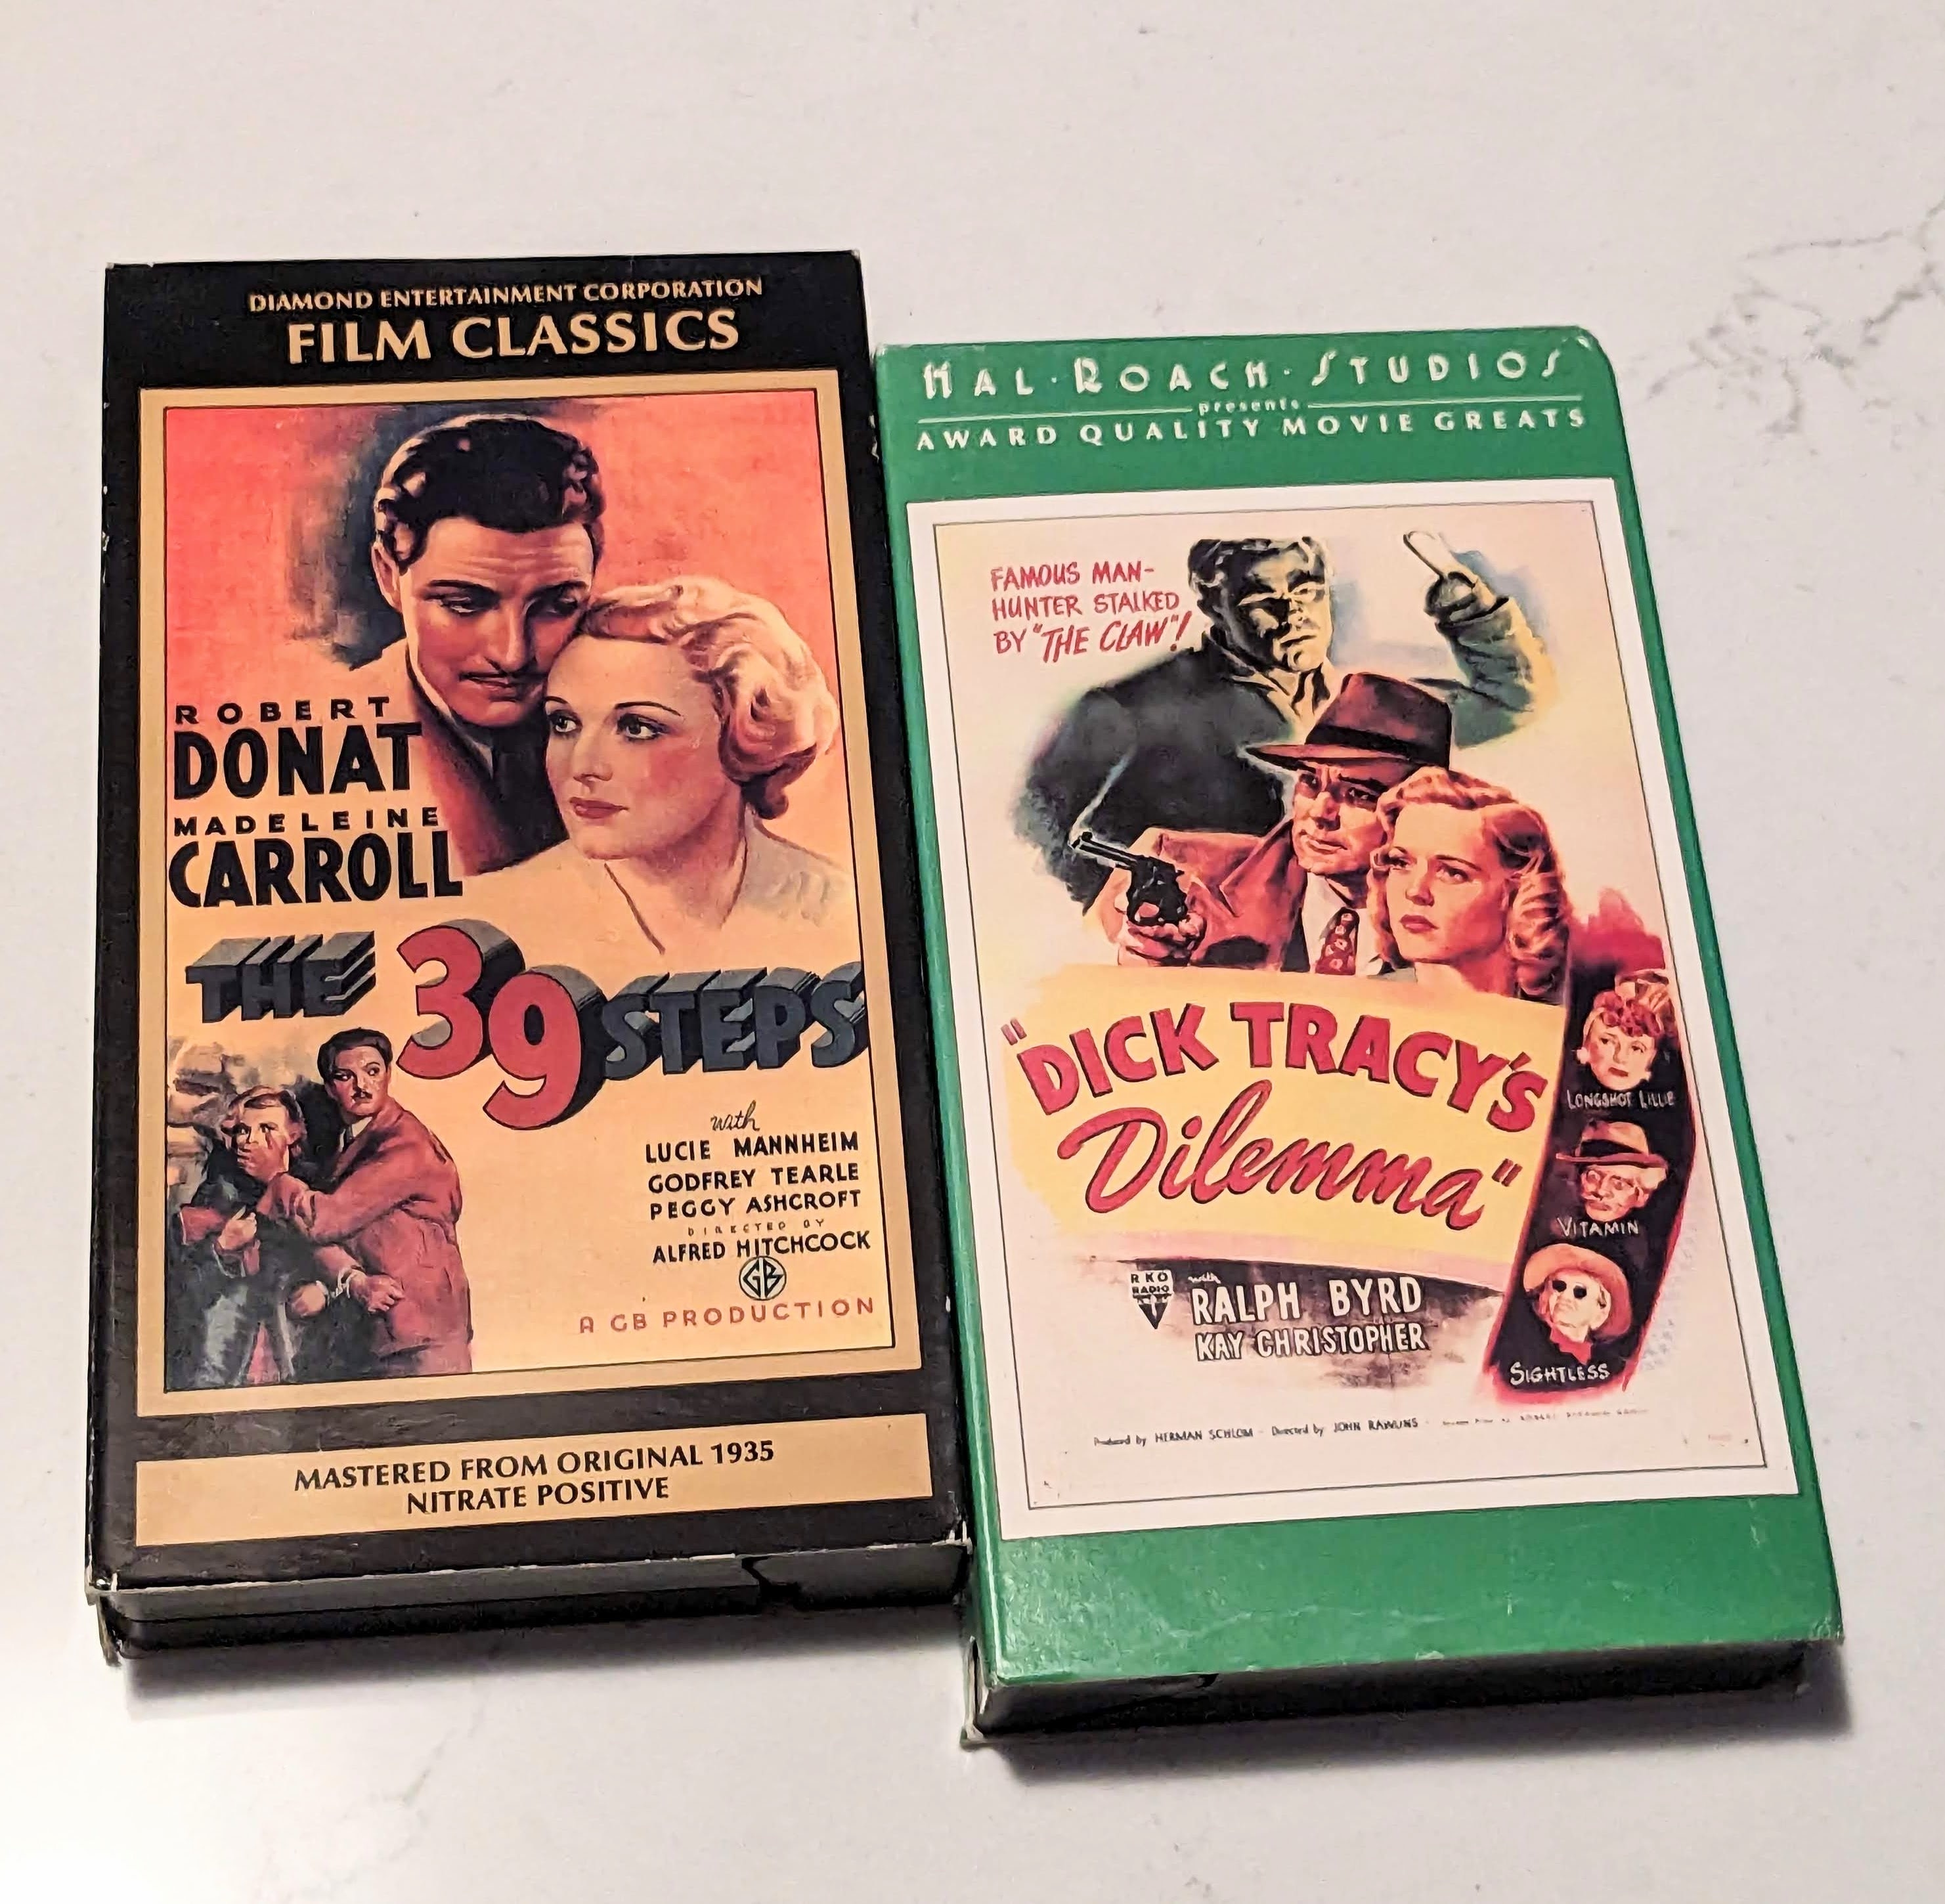 DIAMOND ENTERTAINMENT CORPORATION
FILM CLASSICS
ROBERT
DONAT
MADELEINE
CARROLL
THE 39 STEPS
with
LUCIE MANNHEIM
GODFREY TEARLE
PEGGY ASHCROFT
DIRECTED BY
ALFRED HITCHCOCK
GB
A GB PRODUCTION
MASTERED FROM ORIGINAL 1935
NITRATE POSITIVE
HAL·ROACH·STUDIOS
presents
AWARD QUALITY MOVIE GREATS
FAMOUS MAN-
HUNTER STALKED
BY "THE CLAW"!
"DICK TRACY'S
Dilemma"
LONGSHOT LILLIE
VITAMIN
SIGHTLESS
RKO
RADIO
with
RALPH BYRD
KAY CHRISTOPHER
Produced by HERMAN SCHLOM - Directed by JOHN RAWLINS